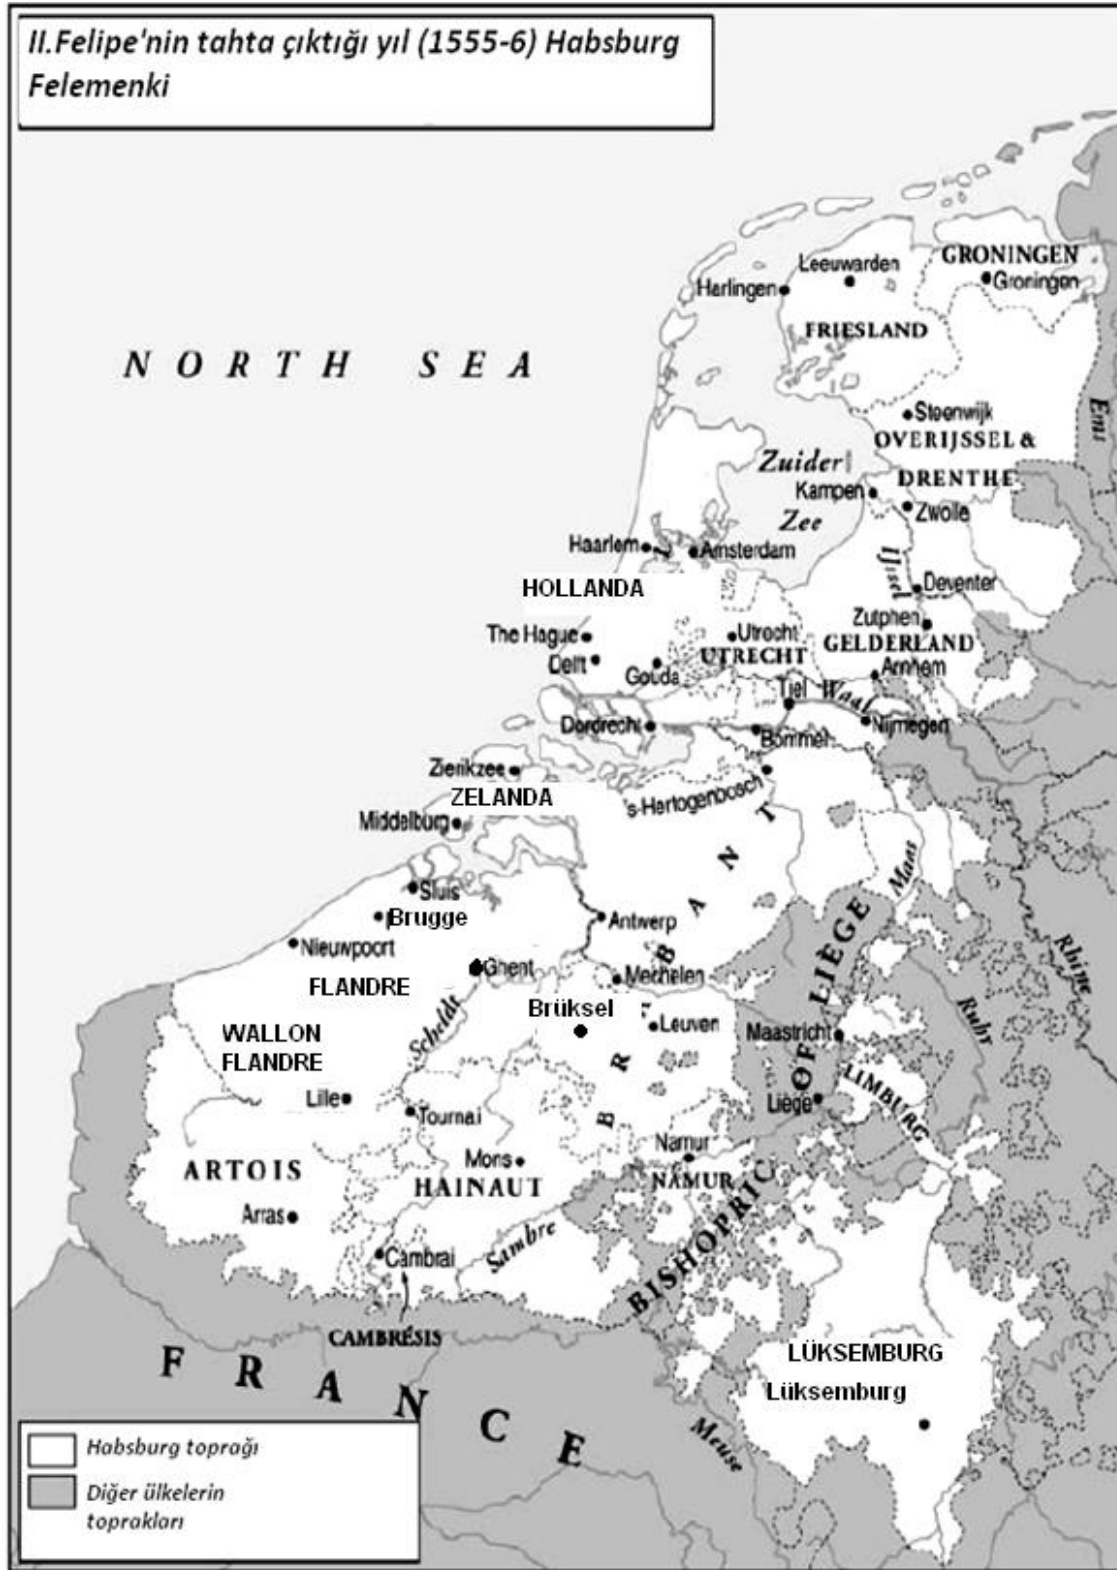 II.Felipe'nin tahta çıktığı yıl (1555-6) Habsburg
Felemenki
GRONINGEN
Leeuwarden
Groningen
Harlingen
FRIESLAND
NORTH SEA
Steenwijk
Ems
OVERIJSSEL &
DRENTHE
Zuider
Zee
Kampen
Zwolle
Haarlem
Amsterdam
IJssel
HOLLANDA
Deventer
Zutphen
The Hague
Utrecht
GELDERLAND
UTRECHT
Delft
Gouda
Arnhem
Tiel
Waal
Dordrecht
Nijmegen
Bommel
Zierikzee
's-Hertogenbosch
ZELANDA
Middelburg
Maas
Sluis
Brugge
Antwerp
BRABANT
Nieuwpoort
Rhine
Ghent
Mechelen
FLANDRE
Brüksel
Leuven
Scheldt
Ruhr
WALLON
FLANDRE
Maastricht
LIMBURG
Lille
Liège
Tournai
Mons
Namur
ARTOIS
HAINAUT
NAMUR
Arras
Sambre
BISHOPRIC OF LIÈGE
Cambrai
CAMBRÉSIS
FRANCE
LÜKSEMBURG
Lüksemburg
Meuse
Habsburg toprağı
Diğer ülkelerin
toprakları